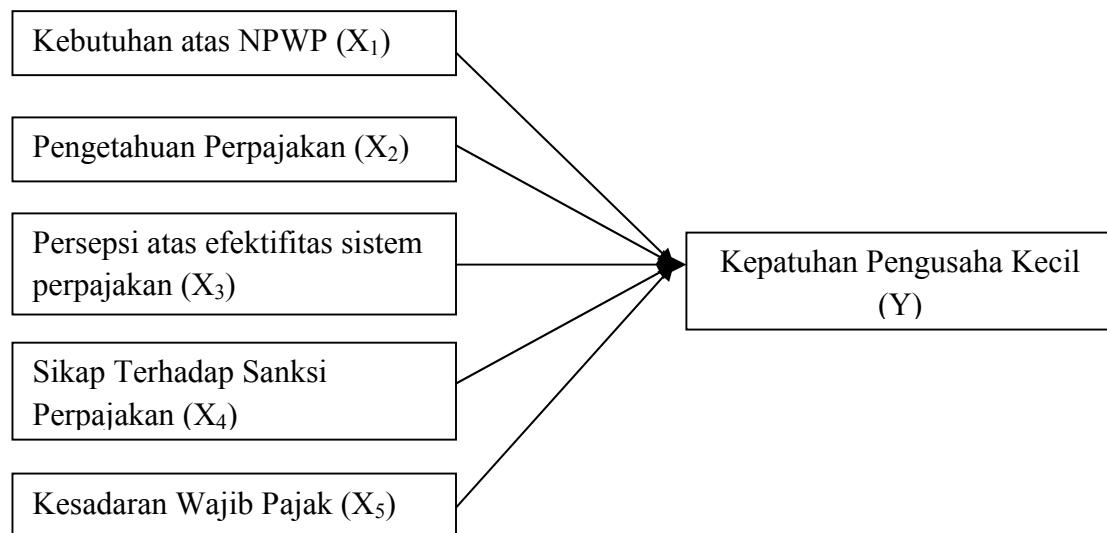 Kebutuhan atas NPWP (X₁)
Pengetahuan Perpajakan (X₂)
Persepsi atas efektifitas sistem
perpajakan (X₃)
Sikap Terhadap Sanksi
Perpajakan (X₄)
Kesadaran Wajib Pajak (X₅)
Kepatuhan Pengusaha Kecil
(Y)